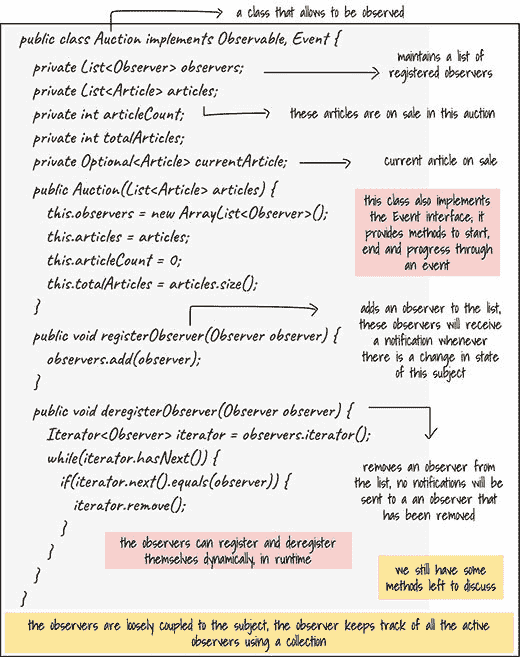 a class that allows to be observed
public class Auction implements Observable, Event {
private List<Observer> observers;
maintains a list of
registered observers
private List<Article> articles;
private int articleCount;
these articles are on sale in this auction
private int totalArticles;
private Optional<Article> currentArticle;
current article on sale
public Auction(List<Article> articles) {
this.observers = new ArrayList<Observer>();
this.articles = articles;
this.articleCount = 0;
this.totalArticles = articles.size();
}
this class also implements
the Event interface, it
provides methods to start,
end and progress through
an event
public void registerObserver(Observer observer) {
observers.add(observer);
}
adds an observer to the list,
these observers will receive
a notification whenever
there is a change in state
of this subject
public void deregisterObserver(Observer observer) {
Iterator<Observer> iterator = observers.iterator();
while(iterator.hasNext()) {
if(iterator.next().equals(observer)) {
iterator.remove();
}
}
}
}
removes an observer from
the list, no notifications will be
sent to a an observer that
has been removed
the observers can register and deregister
themselves dynamically, in runtime
we still have some
methods left to discuss
the observers are loosely coupled to the subject, the observer keeps track of all the active
observers using a collection